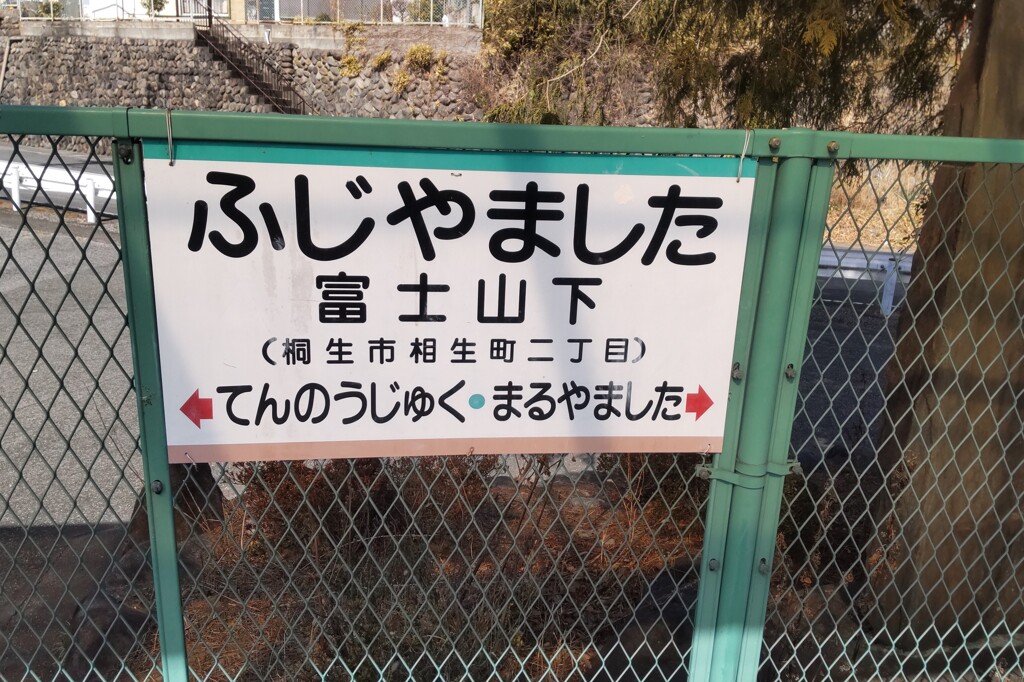 ふじやました
富士山下
(桐生市相生町二丁目)
てんのうじゅく・まるやました